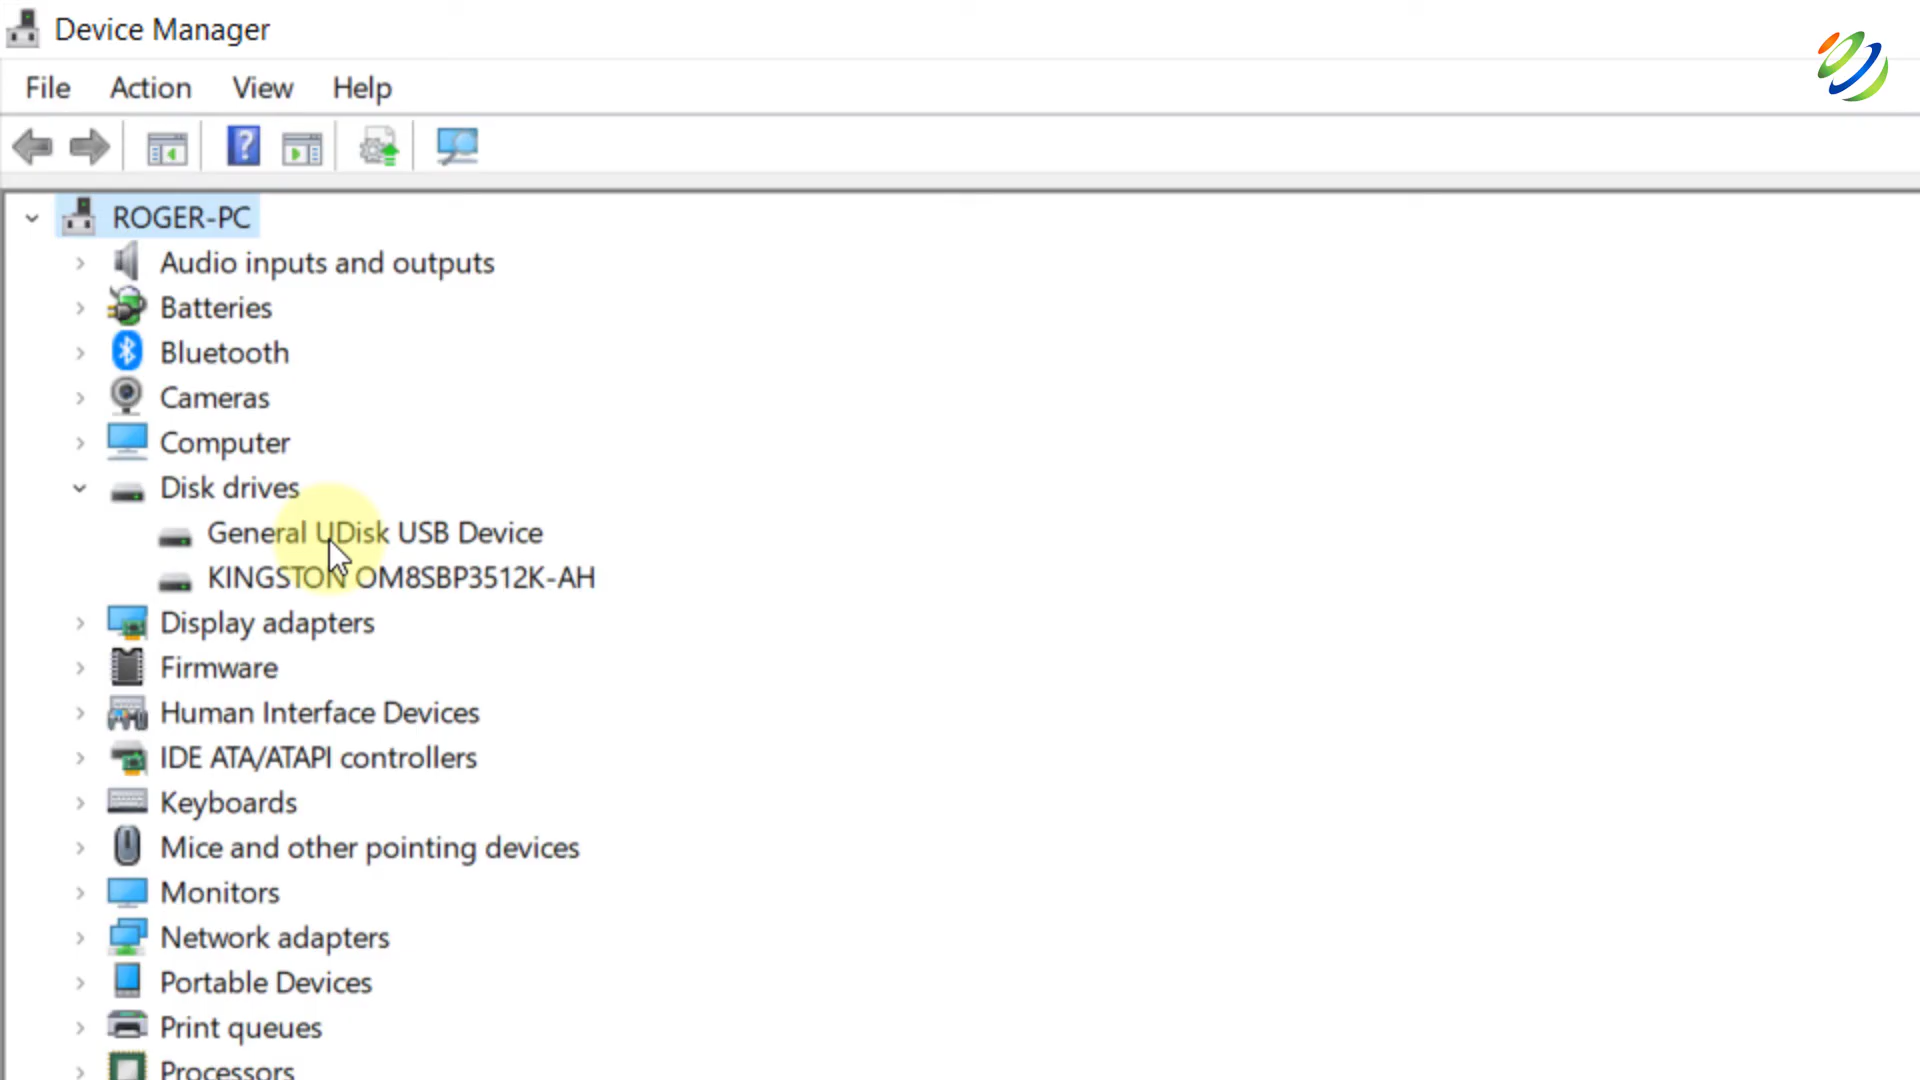 Device Manager
File Action View Help
ROGER-PC
Audio inputs and outputs
Batteries
Bluetooth
Cameras
Computer
Disk drives
General UDisk USB Device
KINGSTON OM8SBP3512K-AH
Display adapters
Firmware
Human Interface Devices
IDE ATA/ATAPI controllers
Keyboards
Mice and other pointing devices
Monitors
Network adapters
Portable Devices
Print queues
Processors